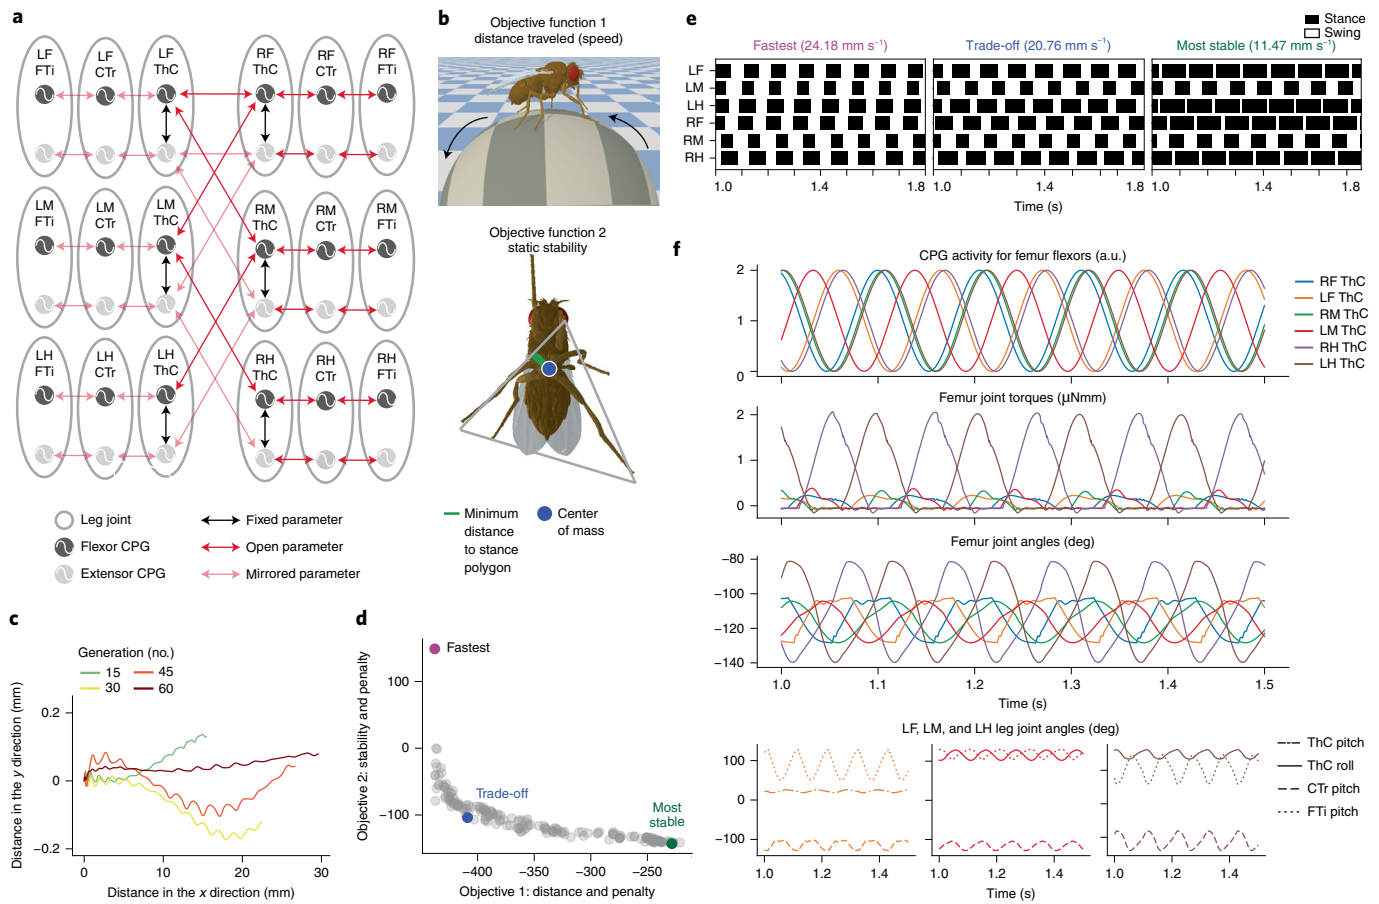 a
LF FTi
LF CTr
LF ThC
RF ThC
RF CTr
RF FTi
LM FTi
LM CTr
LM ThC
RM ThC
RM CTr
RM FTi
LH FTi
LH CTr
LH ThC
RH ThC
RH CTr
RH FTi
Leg joint
Flexor CPG
Extensor CPG
Fixed parameter
Open parameter
Mirrored parameter
b
Objective function 1
distance traveled (speed)
Objective function 2
static stability
Minimum
distance
to stance
polygon
Center
of mass
c
Generation (no.)
15 45
30 60
Distance in the y direction (mm)
0.2
0
−0.2
0 10 20 30
Distance in the x direction (mm)
d
Objective 2: stability and penalty
100
0
−100
Fastest
Trade-off
Most
stable
−400 −350 −300 −250
Objective 1: distance and penalty
e
Stance
Swing
Fastest (24.18 mm s⁻¹)
Trade-off (20.76 mm s⁻¹)
Most stable (11.47 mm s⁻¹)
LF
LM
LH
RF
RM
RH
1.0 1.4 1.8
1.0 1.4 1.8
1.0 1.4 1.8
Time (s)
f
CPG activity for femur flexors (a.u.)
2
1
0
RF ThC
LF ThC
RM ThC
LM ThC
RH ThC
LH ThC
Femur joint torques (μNmm)
2
1
0
Femur joint angles (deg)
−80
−100
−120
−140
1.0 1.1 1.2 1.3 1.4 1.5
Time (s)
LF, LM, and LH leg joint angles (deg)
100
0
−100
1.0 1.4
1.0 1.4
1.0 1.4
Time (s)
ThC pitch
ThC roll
CTr pitch
FTi pitch